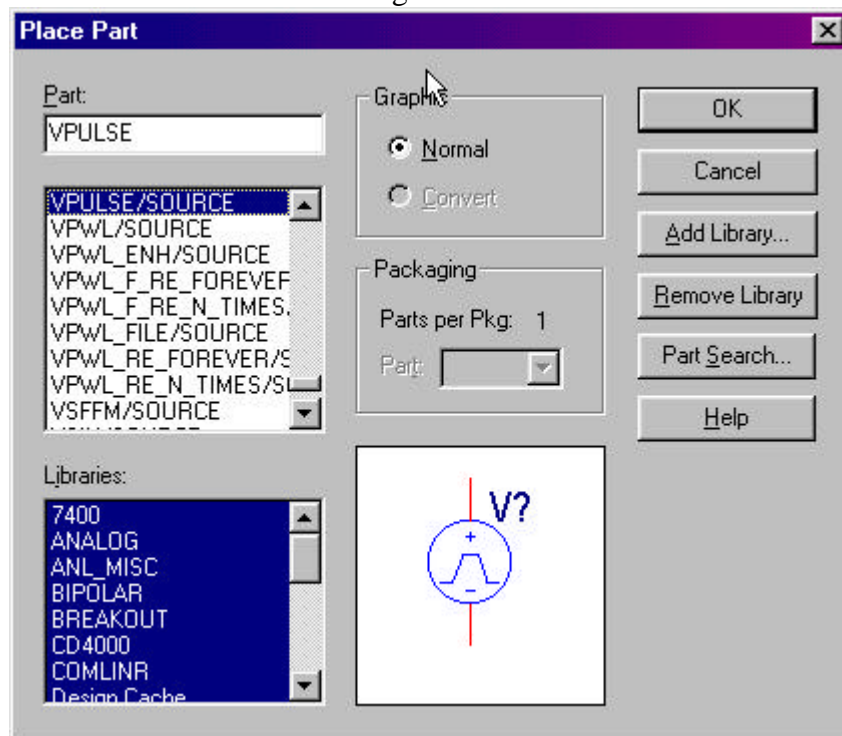 Place Part
Part:
VPULSE
VPULSE/SOURCE
VPWL/SOURCE
VPWL_ENH/SOURCE
VPWL_F_RE_FOREVER
VPWL_F_RE_N_TIMES
VPWL_FILE/SOURCE
VPWL_RE_FOREVER/S
VPWL_RE_N_TIMES/S
VSFFM/SOURCE
Libraries:
7400
ANALOG
ANL_MISC
BIPOLAR
BREAKOUT
CD4000
COMLINR
Design Cache
Graphic
Normal
Convert
Packaging
Parts per Pkg: 1
Part:
V?
+
-
OK
Cancel
Add Library...
Remove Library
Part Search...
Help